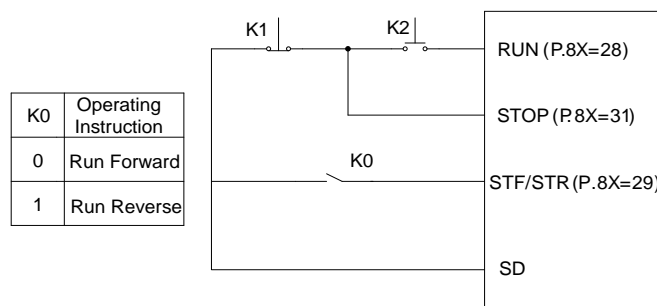 K1
K2
RUN (P.8X=28)
K0
Operating
Instruction
STOP (P.8X=31)
0
Run Forward
K0
STF/STR (P.8X=29)
1
Run Reverse
SD